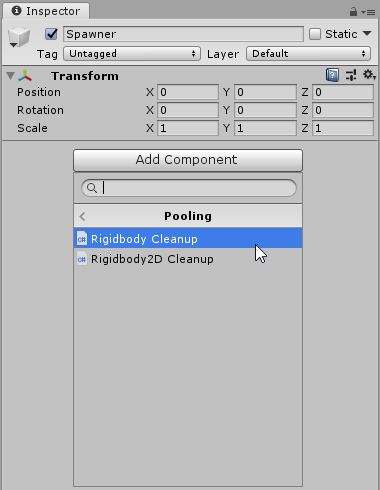 Inspector
Spawner Static
Tag Untagged Layer Default
Transform
Position X 0 Y 0 Z 0
Rotation X 0 Y 0 Z 0
Scale X 1 Y 1 Z 1
Add Component
Pooling
C# Rigidbody Cleanup
C# Rigidbody2D Cleanup